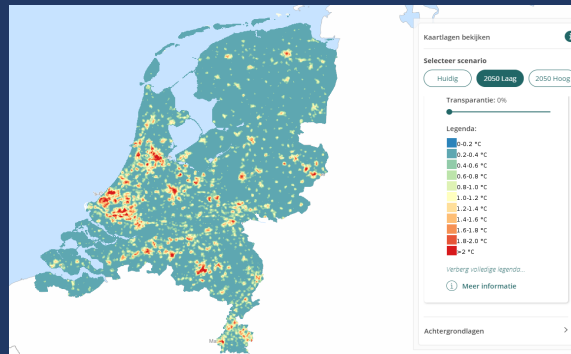 Kaartlagen bekijken
Selecteer scenario
Huidig
2050 Laag
2050 Hoog
Transparantie: 0%
Legenda:
0-0.2 °C
0.2-0.4 °C
0.4-0.6 °C
0.6-0.8 °C
0.8-1.0 °C
1.0-1.2 °C
1.2-1.4 °C
1.4-1.6 °C
1.6-1.8 °C
1.8-2.0 °C
>2 °C
Verberg volledige legenda...
i Meer informatie
Achtergrondlagen